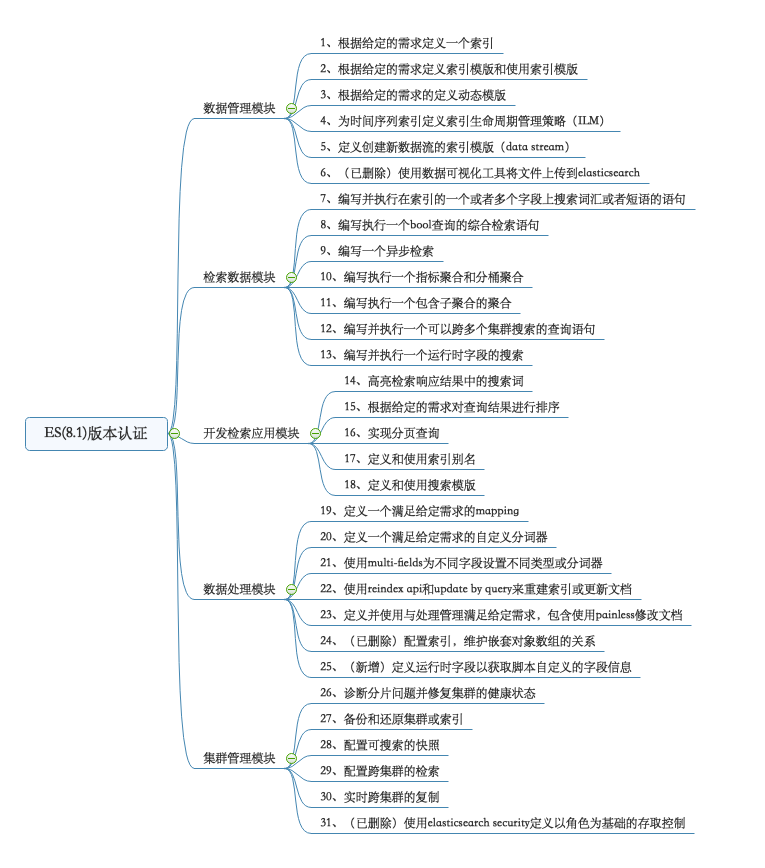 ES(8.1)版本认证
数据管理模块
1、根据给定的需求定义一个索引
2、根据给定的需求定义索引模版和使用索引模版
3、根据给定的需求的定义动态模版
4、为时间序列索引定义索引生命周期管理策略（ILM）
5、定义创建新数据流的索引模版（data stream）
6、（已删除）使用数据可视化工具将文件上传到elasticsearch
检索数据模块
7、编写并执行在索引的一个或者多个字段上搜索词汇或者短语的语句
8、编写执行一个bool查询的综合检索语句
9、编写一个异步检索
10、编写执行一个指标聚合和分桶聚合
11、编写执行一个包含子聚合的聚合
12、编写并执行一个可以跨多个集群搜索的查询语句
13、编写并执行一个运行时字段的搜索
开发检索应用模块
14、高亮检索响应结果中的搜索词
15、根据给定的需求对查询结果进行排序
16、实现分页查询
17、定义和使用索引别名
18、定义和使用搜索模版
数据处理模块
19、定义一个满足给定需求的mapping
20、定义一个满足给定需求的自定义分词器
21、使用multi-fields为不同字段设置不同类型或分词器
22、使用reindex api和update by query来重建索引或更新文档
23、定义并使用与处理管理满足给定需求，包含使用painless修改文档
24、（已删除）配置索引，维护嵌套对象数组的关系
25、（新增）定义运行时字段以获取脚本自定义的字段信息
集群管理模块
26、诊断分片问题并修复集群的健康状态
27、备份和还原集群或索引
28、配置可搜索的快照
29、配置跨集群的检索
30、实时跨集群的复制
31、（已删除）使用elasticsearch security定义以角色为基础的存取控制